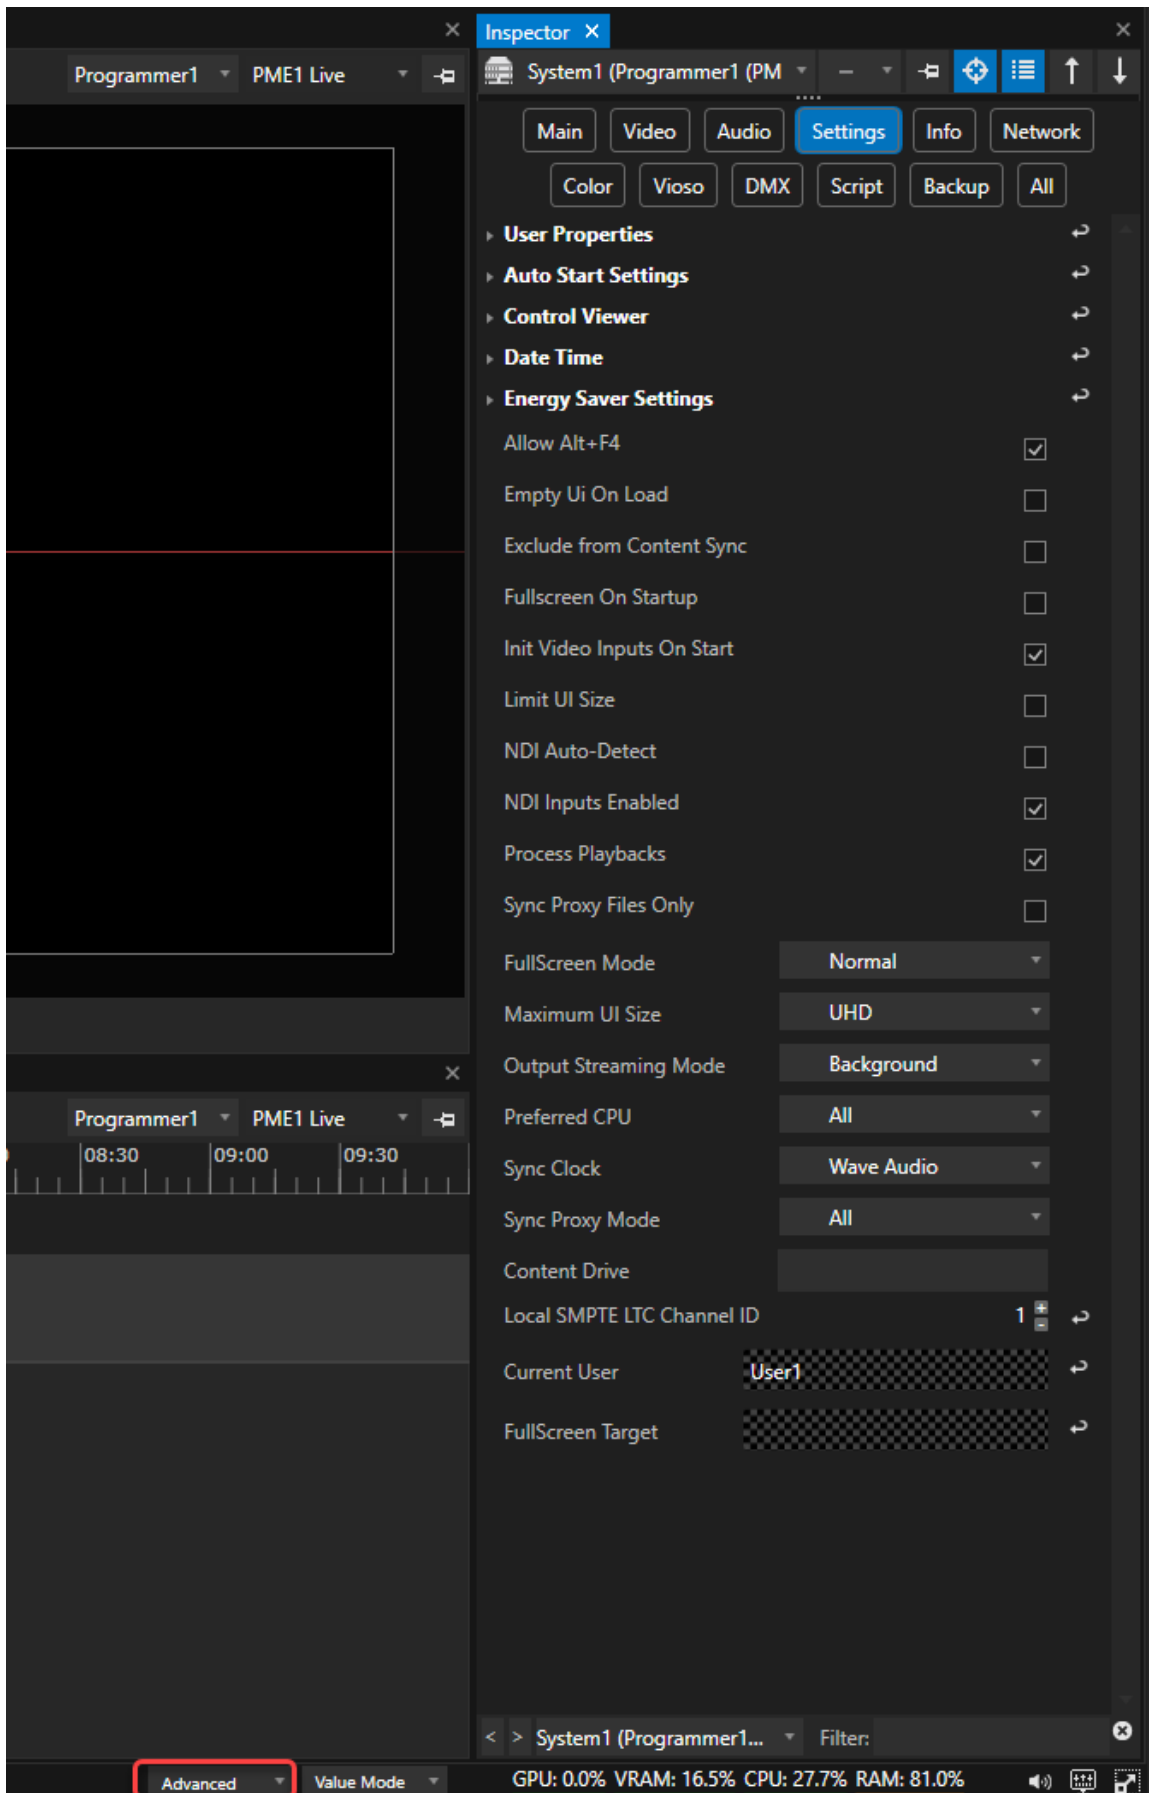 Inspector
Programmer1 PME1 Live
System1 (Programmer1 (PM
Main Video Audio Settings Info Network
Color Vioso DMX Script Backup All
User Properties
Auto Start Settings
Control Viewer
Date Time
Energy Saver Settings
Allow Alt+F4
Empty Ui On Load
Exclude from Content Sync
Fullscreen On Startup
Init Video Inputs On Start
Limit UI Size
NDI Auto-Detect
NDI Inputs Enabled
Process Playbacks
Sync Proxy Files Only
FullScreen Mode Normal
Maximum UI Size UHD
Output Streaming Mode Background
Preferred CPU All
Sync Clock Wave Audio
Sync Proxy Mode All
Content Drive
Local SMPTE LTC Channel ID 1
Current User User1
FullScreen Target
Programmer1 PME1 Live
08:30 09:00 09:30
< > System1 (Programmer1... Filter:
Advanced Value Mode GPU: 0.0% VRAM: 16.5% CPU: 27.7% RAM: 81.0%